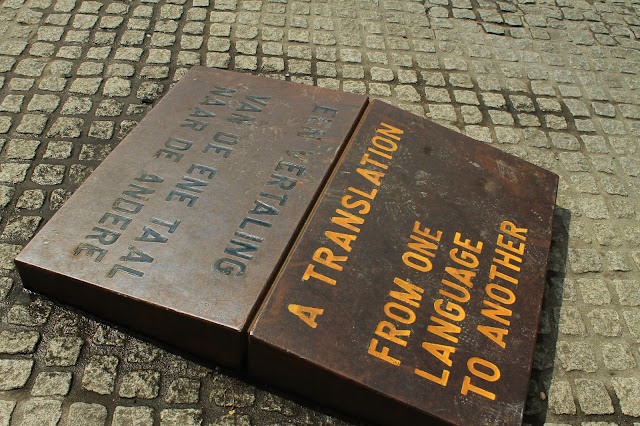 EEN VERTALING
VAN DE ENE TAAL
NAAR DE ANDERE
A TRANSLATION
FROM ONE
LANGUAGE
TO ANOTHER